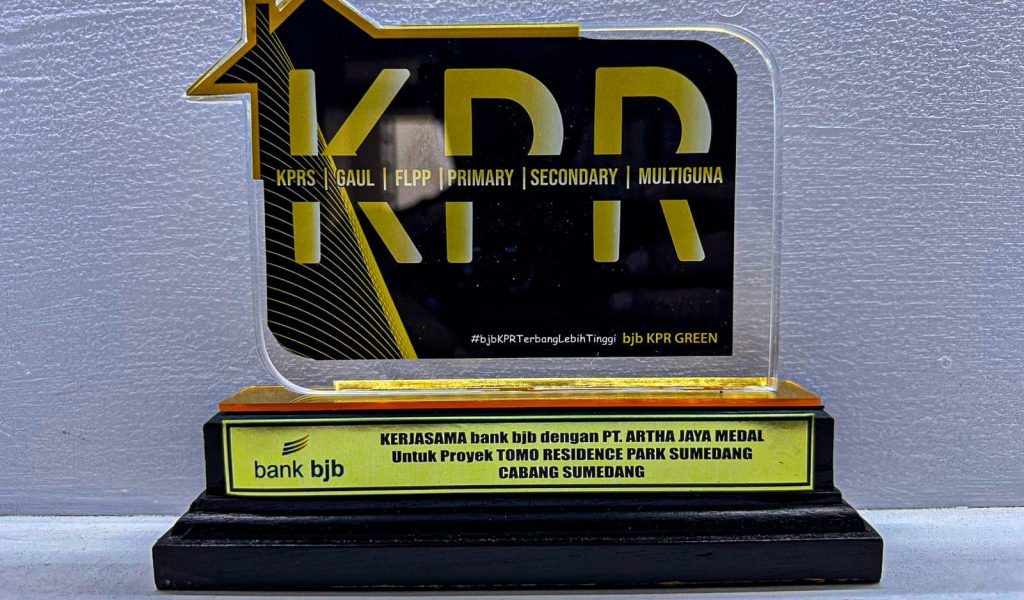 KPR
KPRS | GAUL | FLPP | PRIMARY | SECONDARY | MULTIGUNA
#bjbKPRTerbangLebihTinggi bjb KPR GREEN
bank bjb
KERJASAMA bank bjb dengan PT. ARTHA JAYA MEDAL
Untuk Proyek TOMO RESIDENCE PARK SUMEDANG
CABANG SUMEDANG